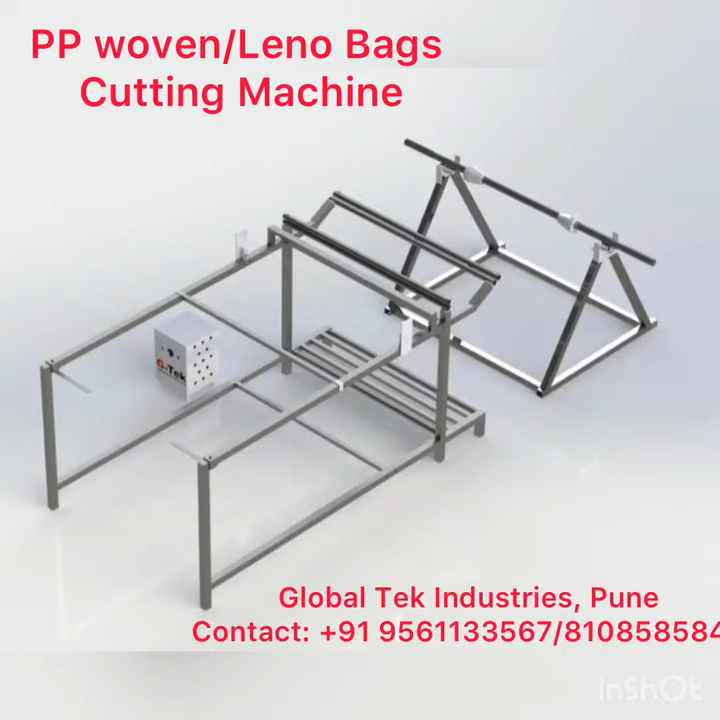 PP woven/Leno Bags
Cutting Machine
G-Tek
Global Tek Industries, Pune
Contact: +91 9561133567/810858584
InShOt